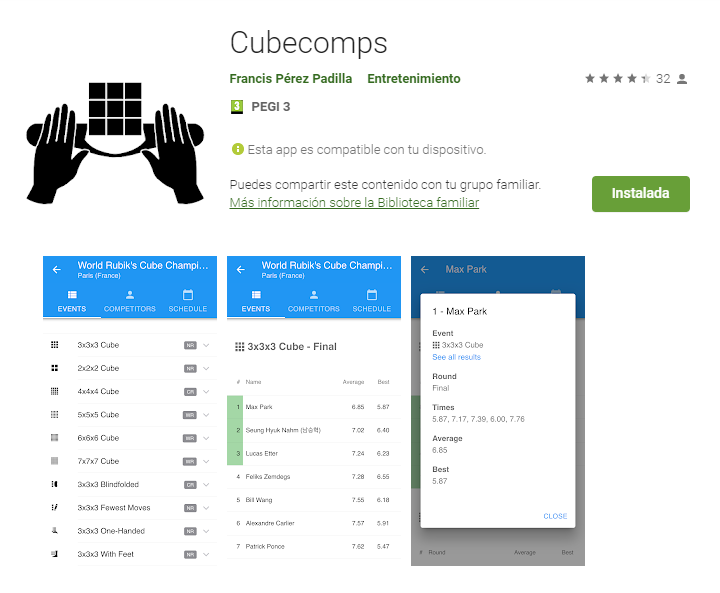 Cubecomps
Francis Pérez Padilla Entretenimiento 32
3 PEGI 3
Esta app es compatible con tu dispositivo.
Puedes compartir este contenido con tu grupo familiar.
Más información sobre la Biblioteca familiar
Instalada
World Rubik's Cube Champi...
Paris (France)
EVENTS COMPETITORS SCHEDULE
3x3x3 Cube NR
2x2x2 Cube NR
4x4x4 Cube CR
5x5x5 Cube WR
6x6x6 Cube WR
7x7x7 Cube WR
3x3x3 Blindfolded CR
3x3x3 Fewest Moves NR
3x3x3 One-Handed NR
3x3x3 With Feet NR
World Rubik's Cube Champi...
Paris (France)
EVENTS COMPETITORS SCHEDULE
3x3x3 Cube - Final
# Name Average Best
1 Max Park 6.85 5.87
2 Seung Hyuk Nahm (남승혁) 7.02 6.40
3 Lucas Etter 7.24 6.23
4 Feliks Zemdegs 7.28 6.55
5 Bill Wang 7.55 6.18
6 Alexandre Carlier 7.57 5.91
7 Patrick Ponce 7.62 5.47
Max Park
1 - Max Park
Event
3x3x3 Cube
See all results
Round
Final
Times
5.87, 7.17, 7.39, 6.00, 7.76
Average
6.85
Best
5.87
CLOSE
# Round Average Best